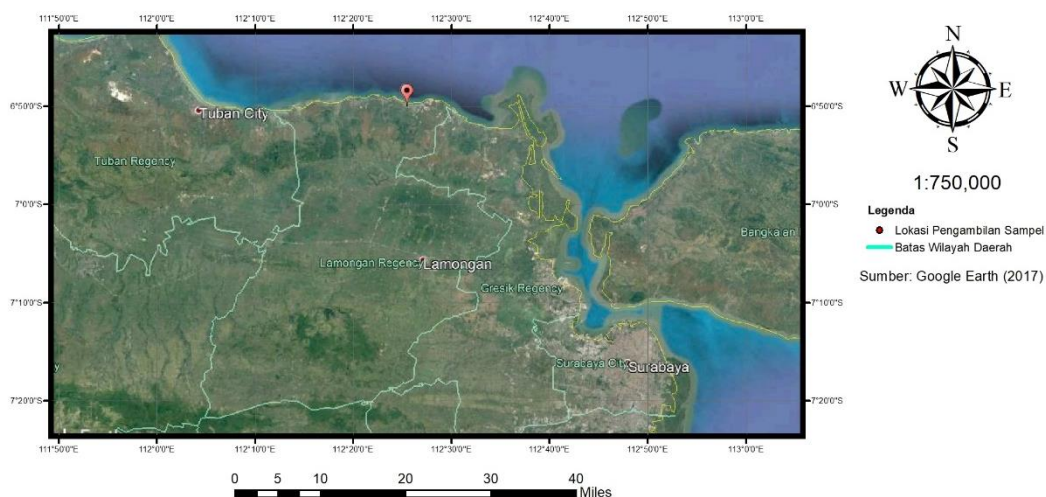 111°50'0"E 112°0'0"E 112°10'0"E 112°20'0"E 112°30'0"E 112°40'0"E 112°50'0"E 113°0'0"E
N
W E
S
6°50'0"S 6°50'0"S
Tuban City
Tuban Regency
1:750,000
7°0'0"S 7°0'0"S
Legenda
Lokasi Pengambilan Sampel
Bangkalan
Batas Wilayah Daerah
Lamongan Regency Lamongan
Sumber: Google Earth (2017)
Gresik Regency
7°10'0"S 7°10'0"S
Surabaya City Surabaya
y
7°20'0"S 7°20'0"S
111°50'0"E 112°0'0"E 112°10'0"E 112°20'0"E 112°30'0"E 112°40'0"E 112°50'0"E 113°0'0"E
0 5 10 20 30 40
Miles